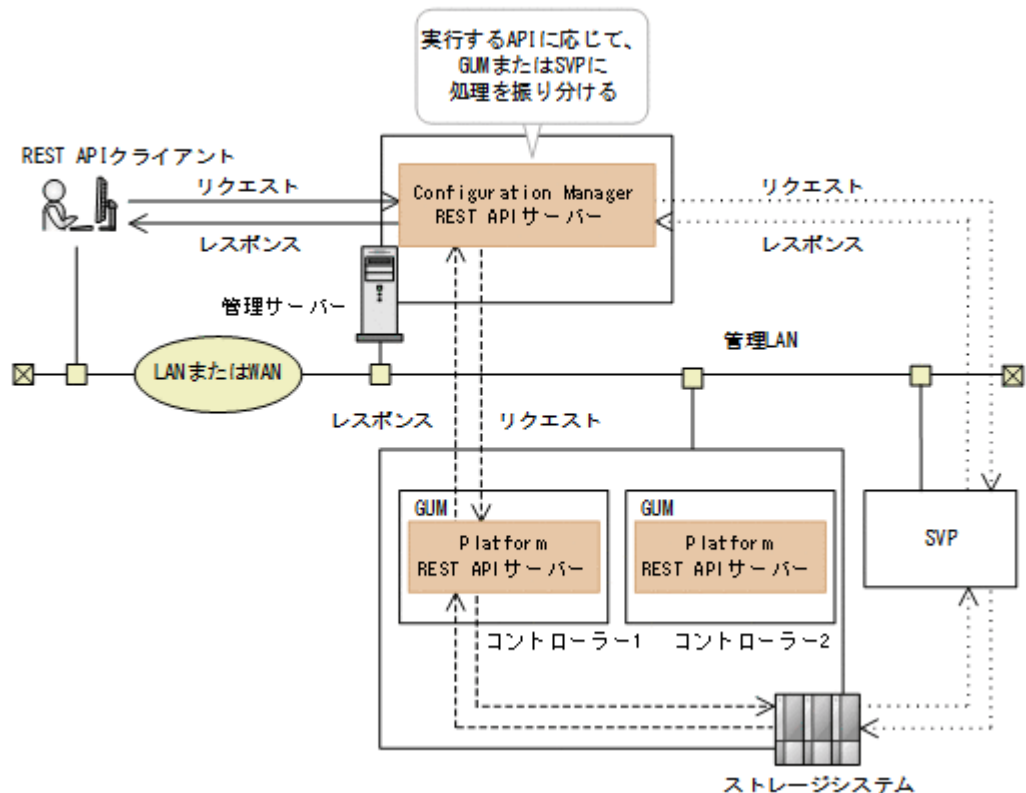 実行するAPIに応じて、
GUMまたはSVPに
処理を振り分ける
REST APIクライアント
リクエスト
Configuration Manager
REST APIサーバー
リクエスト
レスポンス
レスポンス
管理サーバー
管理LAN
LANまたはWAN
レスポンス
リクエスト
GUM
Platform
REST APIサーバー
GUM
Platform
REST APIサーバー
SVP
コントローラー1
コントローラー2
ストレージシステム